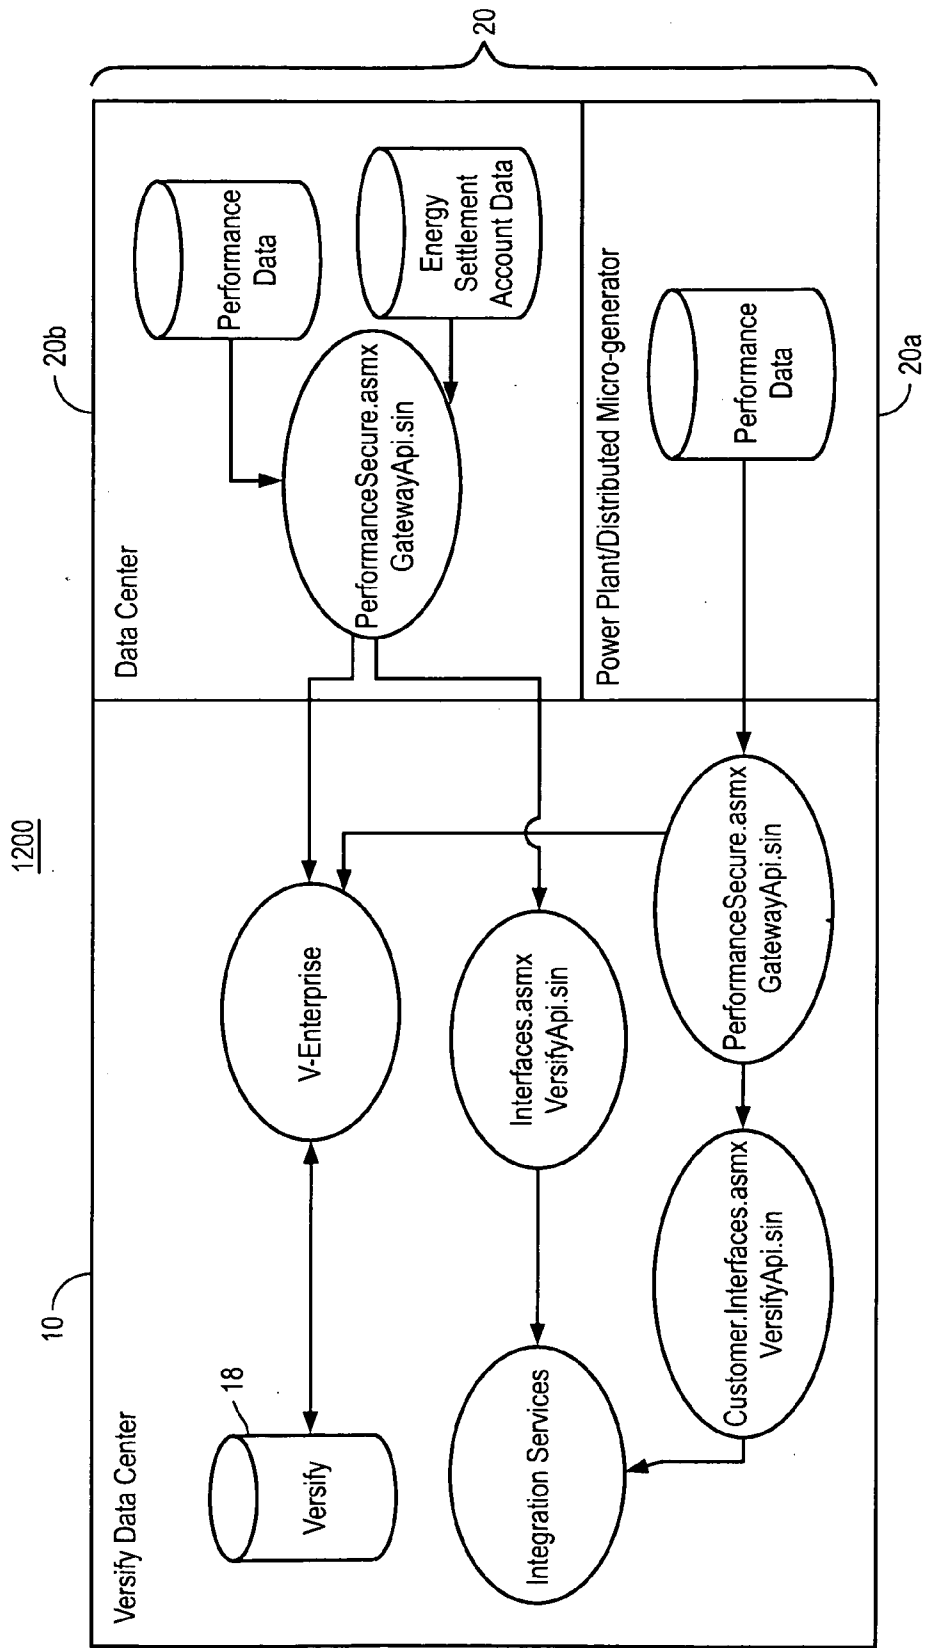 1200
10
Versify Data Center
18
Versify
V-Enterprise
Integration Services
Interfaces.asmx
VersifyApi.sin
Customer.Interfaces.asmx
VersifyApi.sin
PerformanceSecure.asmx
GatewayApi.sin
20b
Data Center
PerformanceSecure.asmx
GatewayApi.sin
Performance
Data
Energy
Settlement
Account Data
20
Power Plant/Distributed Micro-generator
Performance
Data
20a